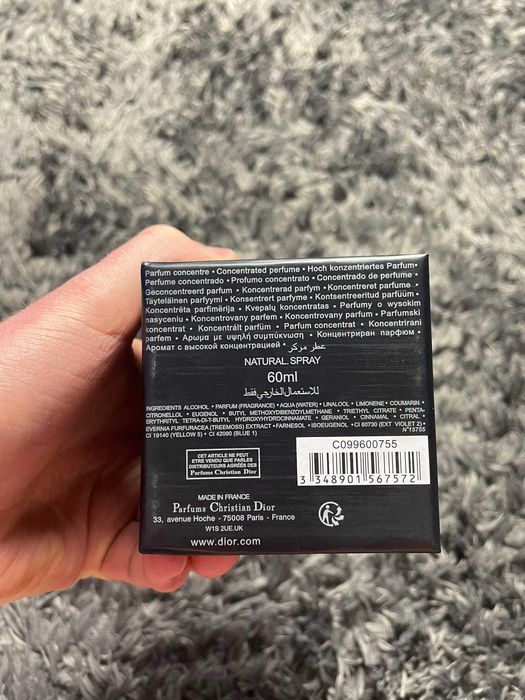 Parfum concentre • Concentrated perfume • Hoch konzentriertes Parfum•
Perfume concentrado • Profumo concentrato • Concentrado de perfume •
Geconcentreerd parfum • Koncentrerad parfym • Koncentreret perfume •
Täyteläinen parfyymi • Konsentrert parfyme • Kontsentreeritud parfüüm •
Koncentrēta parfimērija • Kvepalų koncentratas • Perfumy o wysokim
nasyceniu • Koncentrovany parfém • Koncentrovany parfum • Parfumski
koncentrat • Koncentrált parfüm • Parfum concentrat • Koncentrirani
parfem • Αρωμα με υψηλή συμπύκνωση • Концентриран парфюм •
Аромат с высокой концентрацией • عطر مركز
NATURAL SPRAY
60ml
للاستعمال الخارجي فقط
INGREDIENTS ALCOHOL • PARFUM (FRAGRANCE) • AQUA (WATER) • LINALOOL • LIMONENE • COUMARIN •
CITRONELLOL • EUGENOL • BUTYL METHOXYDIBENZOYLMETHANE • TRIETHYL CITRATE • PENTA-
ERYTHRITYL TETRA-DI-T-BUTYL HYDROXYHYDROCINNAMATE • GERANIOL • CINNAMAL • CITRAL •
EVERNIA FURFURACEA (TREEMOSS) EXTRACT • FARNESOL • ISOEUGENOL • CI 60730 (EXT VIOLET 2) •
CI 19140 (YELLOW 5) • CI 42090 (BLUE 1)
N°15755
CET ARTICLE NE PEUT
ETRE VENDU QUE PAR LES
DISTRIBUTEURS AGRÉÉS DES
Parfums Christian Dior
C099600755
3 348901 567572
MADE IN FRANCE
Parfums Christian Dior
33, avenue Hoche - 75008 Paris - France
W1S 2UE.UK
www.dior.com